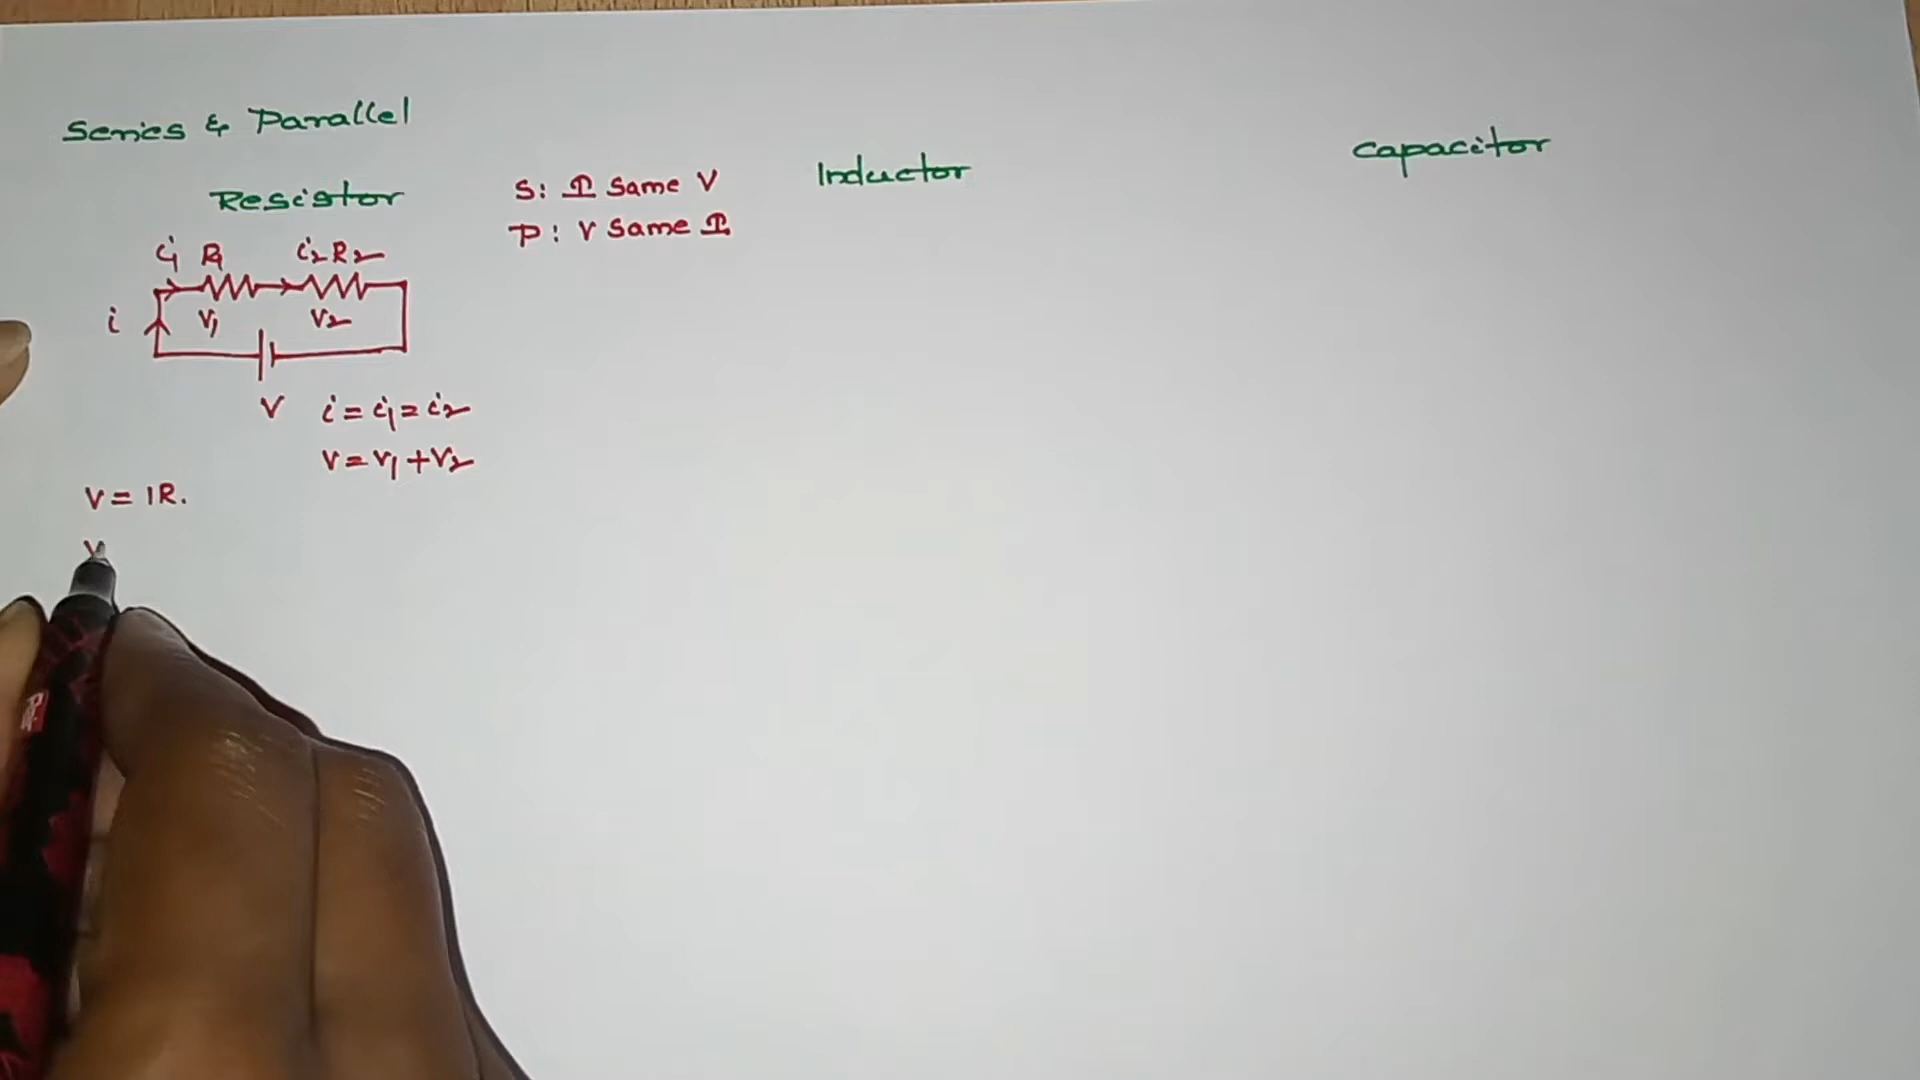 Series & Parallel
Resistor
S: I Same V
P: V Same I
Inductor
Capacitor
i₁ R₁ i₂ R₂
i V₁ V₂
V i = i₁ = i₂
V = V₁ + V₂
V = IR.
V